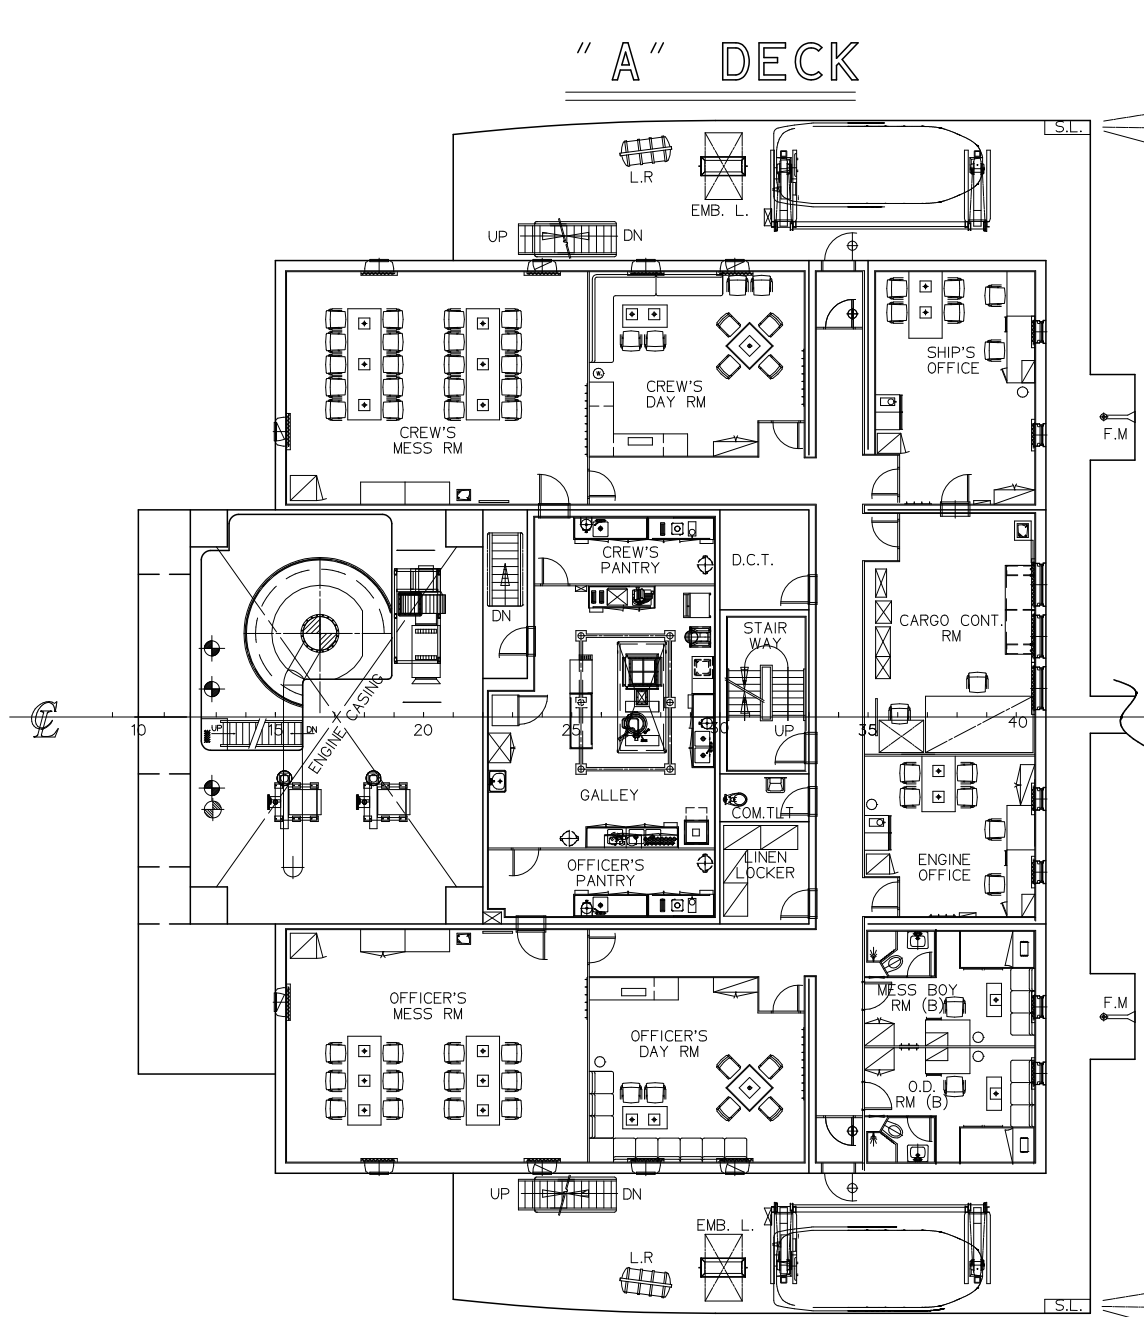 "A" DECK
S.L.
L.R
EMB. L.
UP
DN
SHIP'S
OFFICE
CREW'S
DAY RM
CREW'S
MESS RM
F.M
CREW'S
PANTRY
D.C.T.
DN
CARGO CONT.
RM
STAIR
WAY
ENGINE CASING
℄
10
UP
15
DN
20
25
30
UP
35
40
GALLEY
COM.TLT
LINEN
LOCKER
ENGINE
OFFICE
OFFICER'S
PANTRY
OFFICER'S
MESS RM
MESS BOY
RM (B)
F.M
OFFICER'S
DAY RM
O.D.
RM (B)
UP
DN
EMB. L.
L.R
S.L.